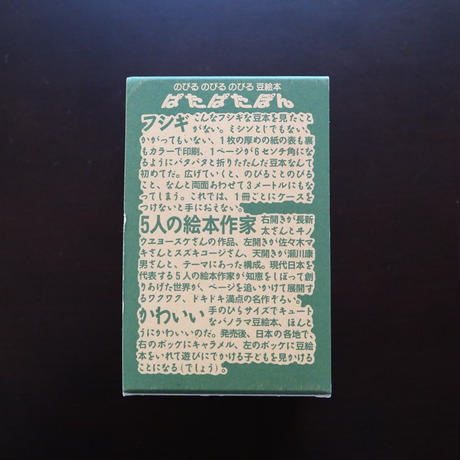 のびる のびる のびる 豆絵本
ぱたぱたぽん
フシギ こんなフシギな豆本を見たこと
がない。ミシンとじでもない、
かがってもいない、1枚の厚めの紙の表も裏
もカラーで印刷、1ページが6センチ角にな
るようにパタパタと折りたたんだ豆本なんて
初めてだ。広げていくと、のびることのびる
こと、なんと両面あわせて3メートルにもな
なってしまう。これでは、1冊ごとにケースを
つけないと手におえない。
5人の絵本作家 右開きが長新
太さんとキノ
ウエヨースケさんの作品、左開きが佐々木マ
キさんとスズキコージさん、天開きが瀬川康
男さんと、テーマにあった構成。現代日本を
代表する5人の絵本作家が知恵をしぼって創
りあげた世界が、ページを追いかけて展開す
るワクワク、ドキドキ満点の名作ぞろい。
かわいい 手のひらサイズでキュート
なパノラマ豆絵本、ほんと
うにかわいいのだ。発売後、日本の各地で、
右のポッケにキャラメル、左のポッケに豆絵
本をいれて遊びにでかける子どもを見かける
ことになる(でしょう)。